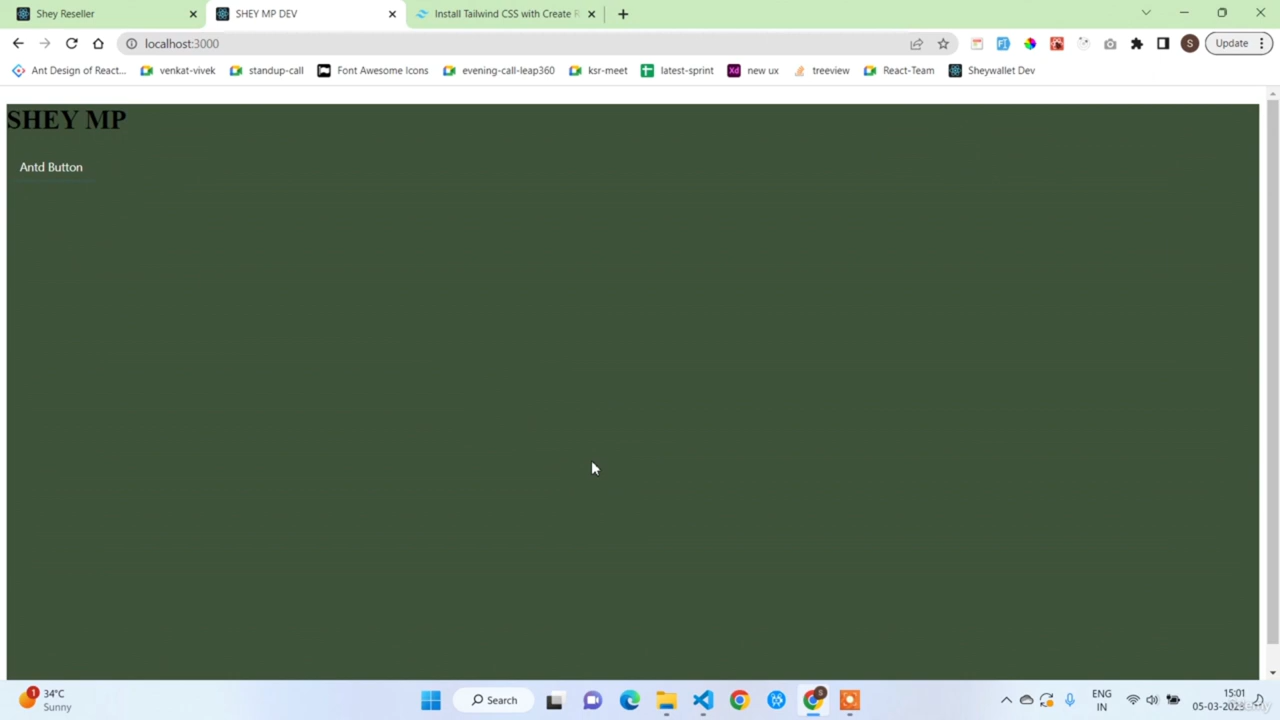 Shey Reseller
SHEY MP DEV
Install Tailwind CSS with Create R
localhost:3000
S
Update
Ant Design of React...
venkat-vivek
standup-call
Font Awesome Icons
evening-call-leap360
ksr-meet
latest-sprint
Xd new ux
treeview
React-Team
Sheywallet Dev
SHEY MP
Antd Button
1
34°C
Sunny
Search
S
ENG
IN
15:01
05-03-2023